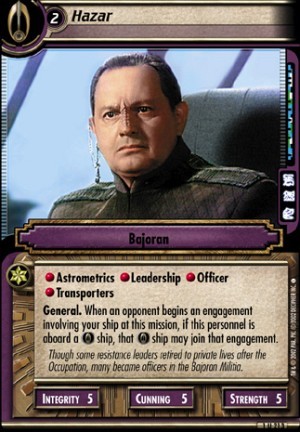 2 Hazar
Bajoran
Astrometrics Leadership Officer
Transporters
General. When an opponent begins an engagement
involving your ship at this mission, if this personnel is
aboard a ship, that ship may join that engagement.
Though some resistance leaders retired to private lives after the
Occupation, many became officers in the Bajoran Militia.
INTEGRITY 5 CUNNING 5 STRENGTH 5